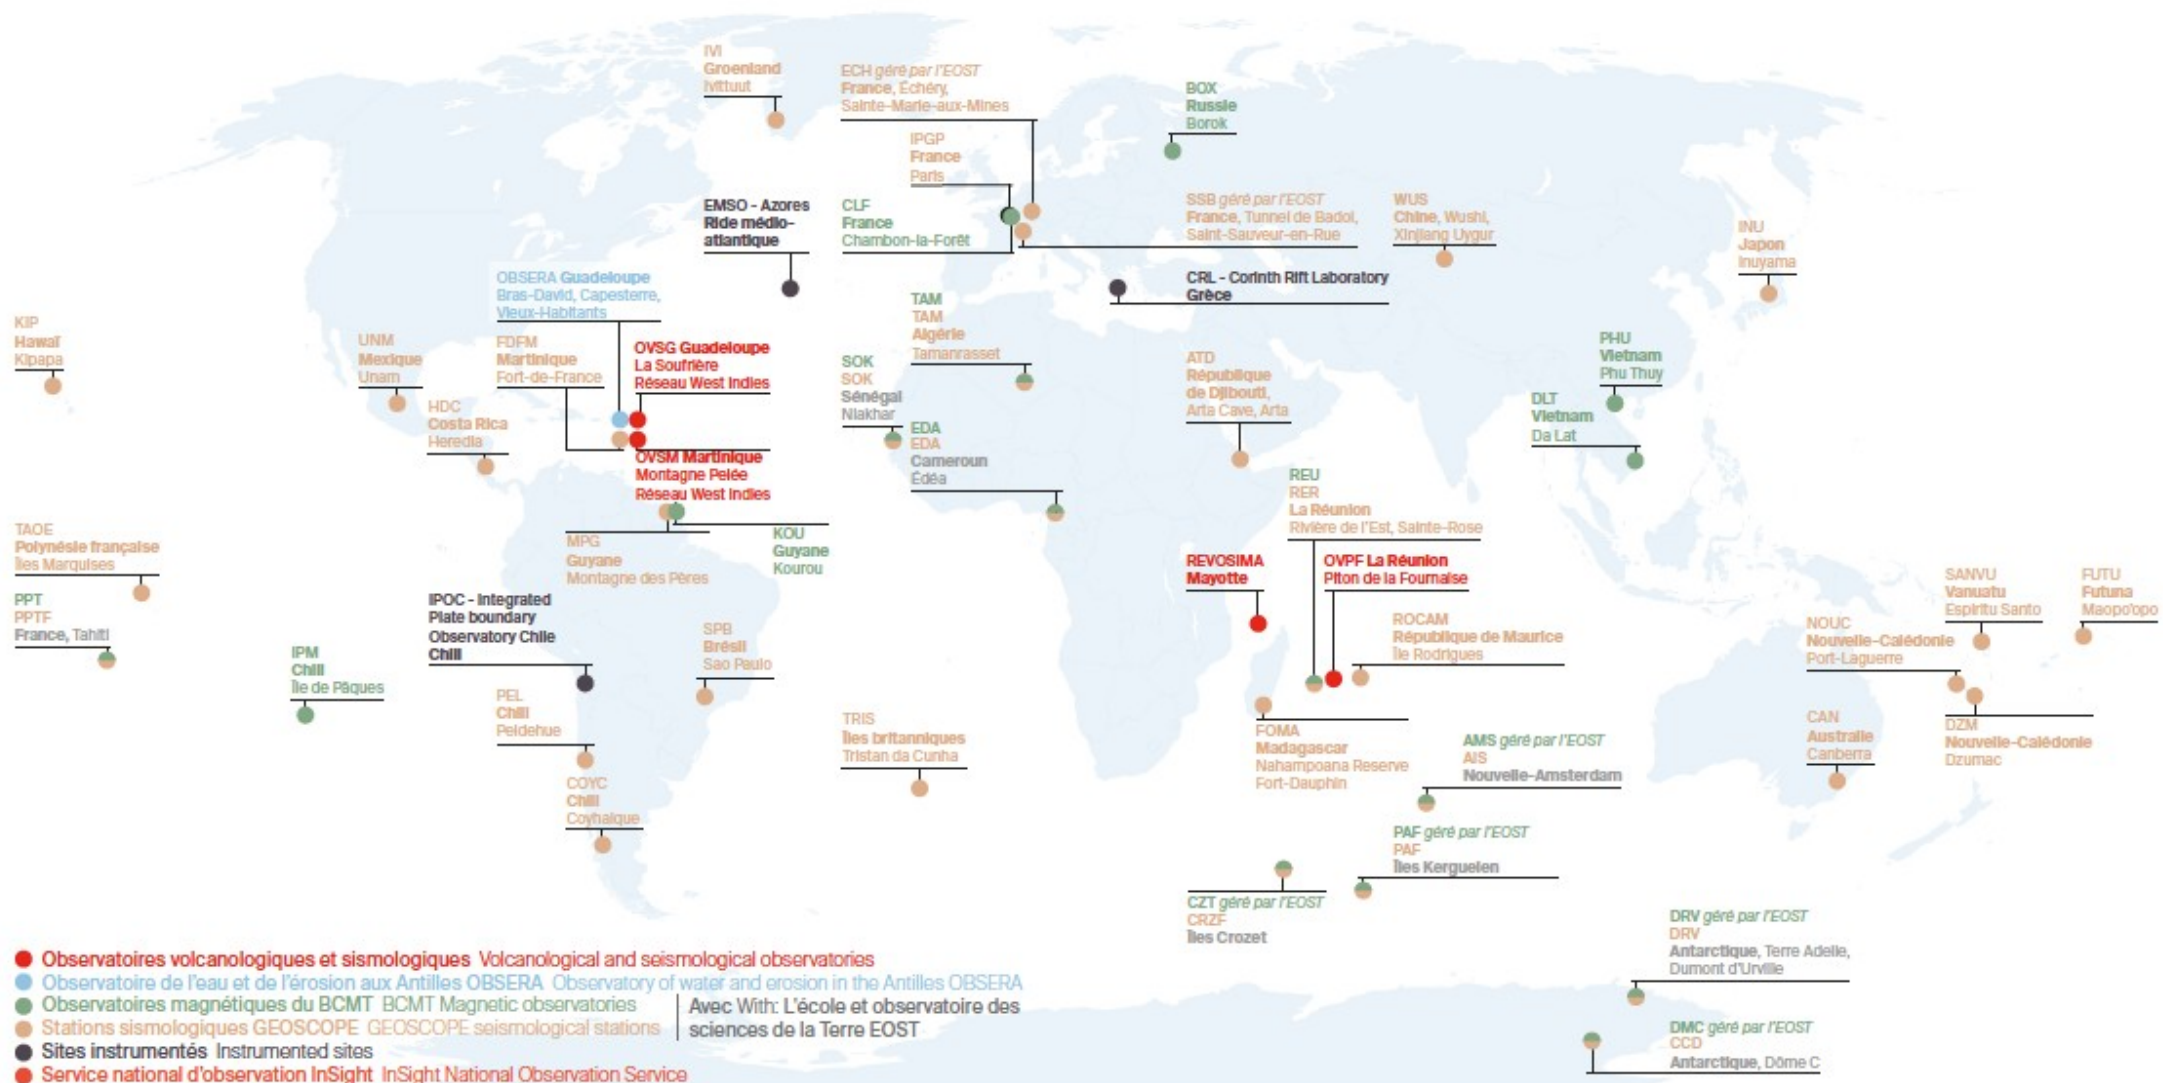 IVI
Groenland
Ivittuut
ECH géré par l'EOST
France, Échéry,
Sainte-Marie-aux-Mines
BOX
Russie
Borok
IPGP
France
Paris
EMSO - Azores
Ride médio-
atlantique
CLF
France
Chambon-la-Forêt
SSB géré par l'EOST
France, Tunnel de Badol,
Saint-Sauveur-en-Rue
WUS
Chine, Wushi,
Xinjiang Uygur
INU
Japon
Inuyama
OBSERA Guadeloupe
Bras-David, Capesterre,
Vieux-Habitants
CRL - Corinth Rift Laboratory
Grèce
KIP
Hawaï
Kipapa
UNM
Mexique
Unam
FDFM
Martinique
Fort-de-France
OVSG Guadeloupe
La Soufrière
Réseau West Indies
TAM
TAM
Algérie
Tamanrasset
SOK
SOK
Sénégal
Niakhar
ATD
République
de Djibouti,
Arta Cave, Arta
PHU
Vietnam
Phu Thuy
DLT
Vietnam
Da Lat
HDC
Costa Rica
Heredia
OVSM Martinique
Montagne Pelée
Réseau West Indies
EDA
EDA
Cameroun
Édéa
REU
RER
La Réunion
Rivière de l'Est, Sainte-Rose
TAOE
Polynésie française
Îles Marquises
MPG
Guyane
Montagne des Pères
KOU
Guyane
Kourou
REVOSIMA
Mayotte
OVPF La Réunion
Piton de la Fournaise
SANVU
Vanuatu
Espiritu Santo
FUTU
Futuna
Maopo'opo
PPT
PPTF
France, Tahiti
IPOC - Integrated
Plate boundary
Observatory Chile
Chili
SPB
Brésil
Sao Paulo
ROCAM
République de Maurice
Île Rodrigues
NOUC
Nouvelle-Calédonie
Port-Laguerre
IPM
Chili
Île de Pâques
PEL
Chili
Peldehue
TRIS
Îles britanniques
Tristan da Cunha
FOMA
Madagascar
Nahampoana Reserve
Fort-Dauphin
AMS géré par l'EOST
AIS
Nouvelle-Amsterdam
CAN
Australie
Canberra
DZM
Nouvelle-Calédonie
Dzumac
COYC
Chili
Coyhaique
PAF géré par l'EOST
PAF
Îles Kerguelen
CZT géré par l'EOST
CRZF
Îles Crozet
DRV géré par l'EOST
DRV
Antarctique, Terre Adelie,
Dumont d'Urville
DMC géré par l'EOST
CCD
Antarctique, Dôme C
Observatoires volcanologiques et sismologiques Volcanological and seismological observatories
Observatoire de l'eau et de l'érosion aux Antilles OBSERA Observatory of water and erosion in the Antilles OBSERA
Observatoires magnétiques du BCMT BCMT Magnetic observatories
Stations sismologiques GEOSCOPE GEOSCOPE seismological stations
Avec With: L'école et observatoire des
sciences de la Terre EOST
Sites instrumentés Instrumented sites
Service national d'observation InSight InSight National Observation Service